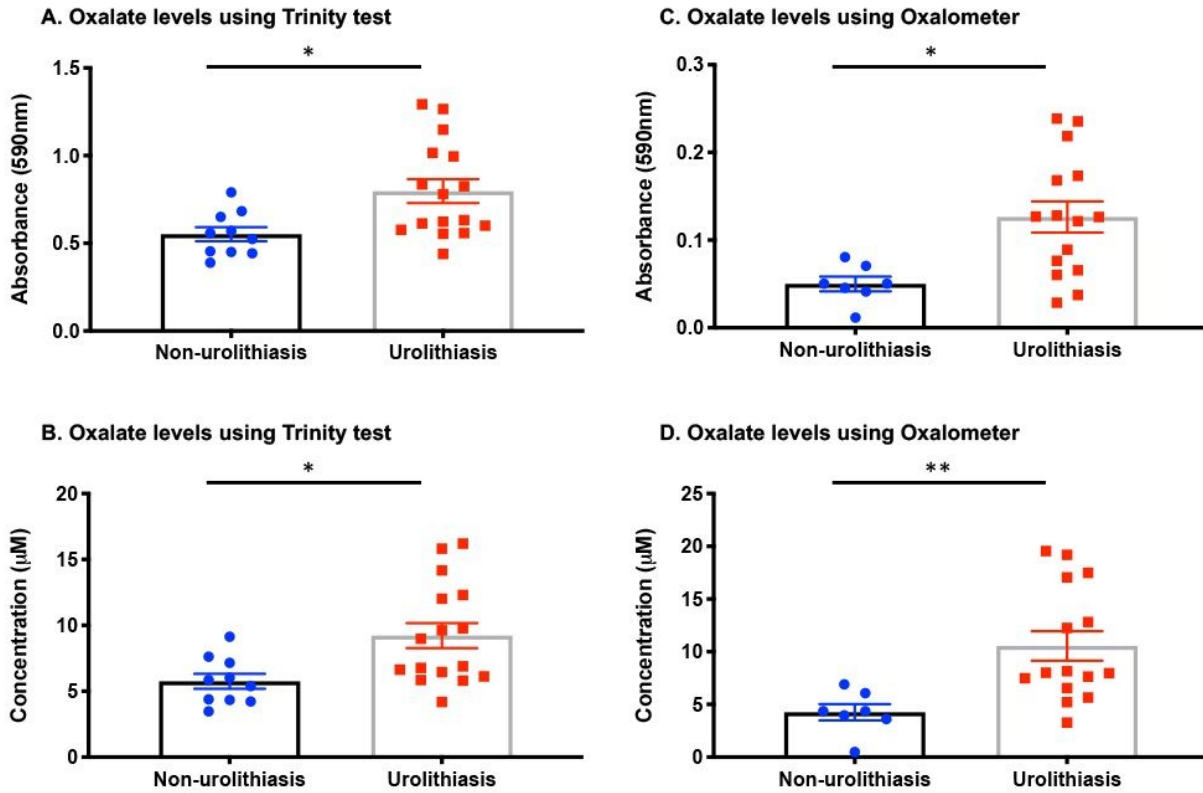 A. Oxalate levels using Trinity test
*
Absorbance (590nm)
1.5
1.0
0.5
0.0
Non-urolithiasis
Urolithiasis
C. Oxalate levels using Oxalometer
*
Absorbance (590nm)
0.3
0.2
0.1
0.0
Non-urolithiasis
Urolithiasis
B. Oxalate levels using Trinity test
*
Concentration (μM)
20
15
10
5
0
Non-urolithiasis
Urolithiasis
D. Oxalate levels using Oxalometer
**
Concentration (μM)
25
20
15
10
5
0
Non-urolithiasis
Urolithiasis